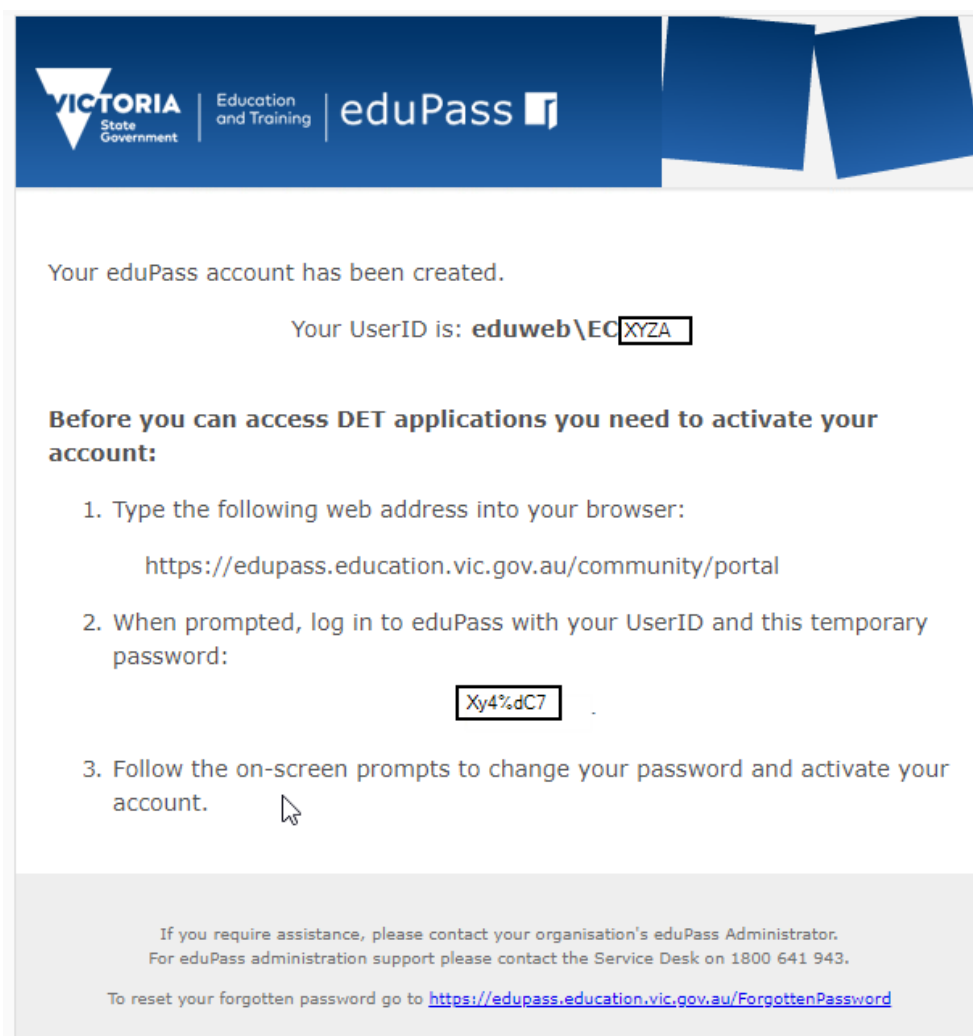 VICTORIA
State
Government
Education
and Training
eduPass
Your eduPass account has been created.
Your UserID is: eduweb\EC XYZA
Before you can access DET applications you need to activate your
account:
1. Type the following web address into your browser:
https://edupass.education.vic.gov.au/community/portal
2. When prompted, log in to eduPass with your UserID and this temporary
password:
Xy4%dC7
3. Follow the on-screen prompts to change your password and activate your
account.
If you require assistance, please contact your organisation's eduPass Administrator.
For eduPass administration support please contact the Service Desk on 1800 641 943.
To reset your forgotten password go to https://edupass.education.vic.gov.au/ForgottenPassword